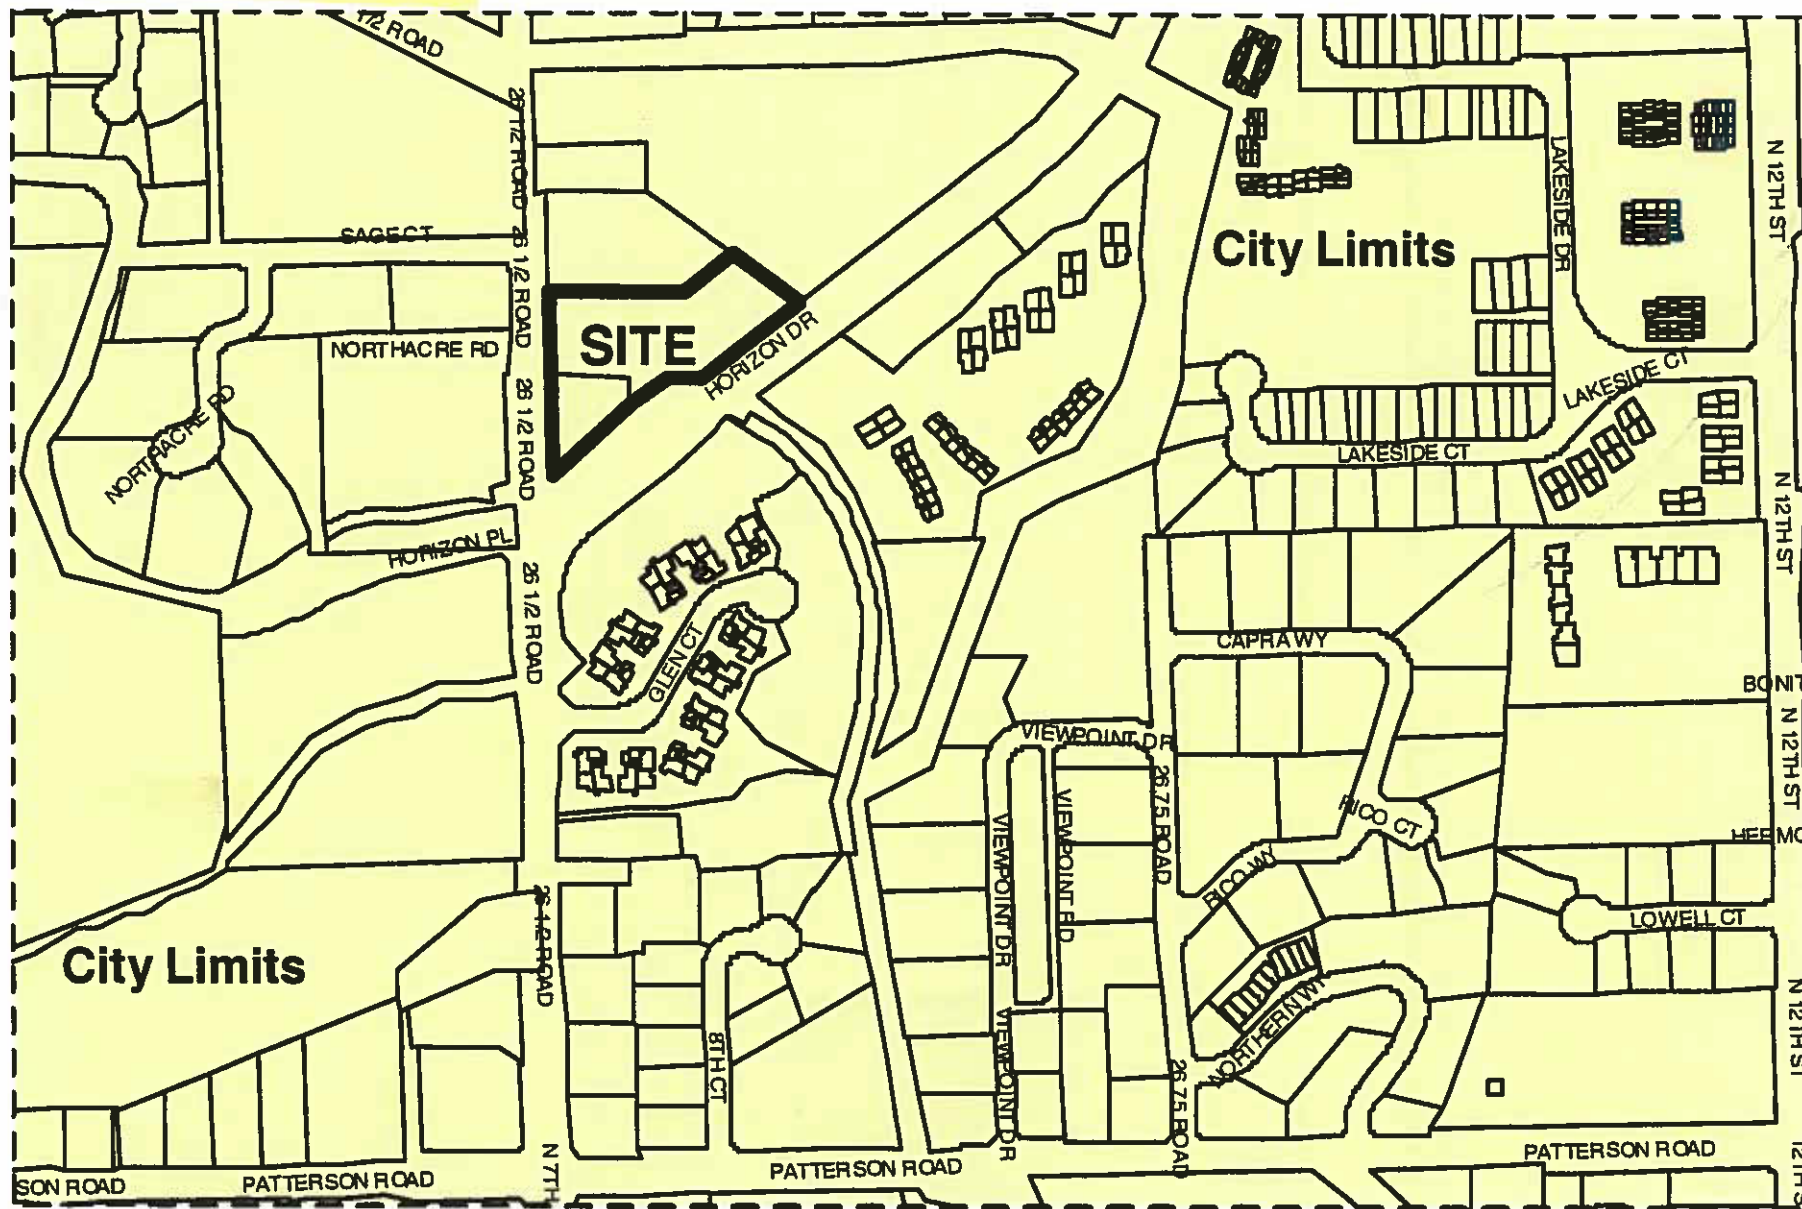 1/2 ROAD
26 1/2 ROAD
SAGE CT
26 1/2 ROAD
NORTHACRE RD
NORTHACRE RD
26 1/2 ROAD
HORIZON PL
26 1/2 ROAD
SITE
HORIZON DR
City Limits
LAKESIDE DR
N 12TH ST
LAKESIDE CT
LAKESIDE CT
N 12TH ST
GLEN CT
CAPRA WY
BONIT
VIEWPOINT DR
N 12TH ST
26.75 ROAD
RICO CT
VIEWPOINT DR
VIEWPOINT RD
RICO WY
LOWELL CT
26 1/2 ROAD
City Limits
NORTHERN WY
N 12TH ST
8TH CT
VIEWPOINT DR
26.75 ROAD
N 7TH
PATTERSON ROAD
PATTERSON ROAD
SON ROAD
PATTERSON ROAD
12TH S